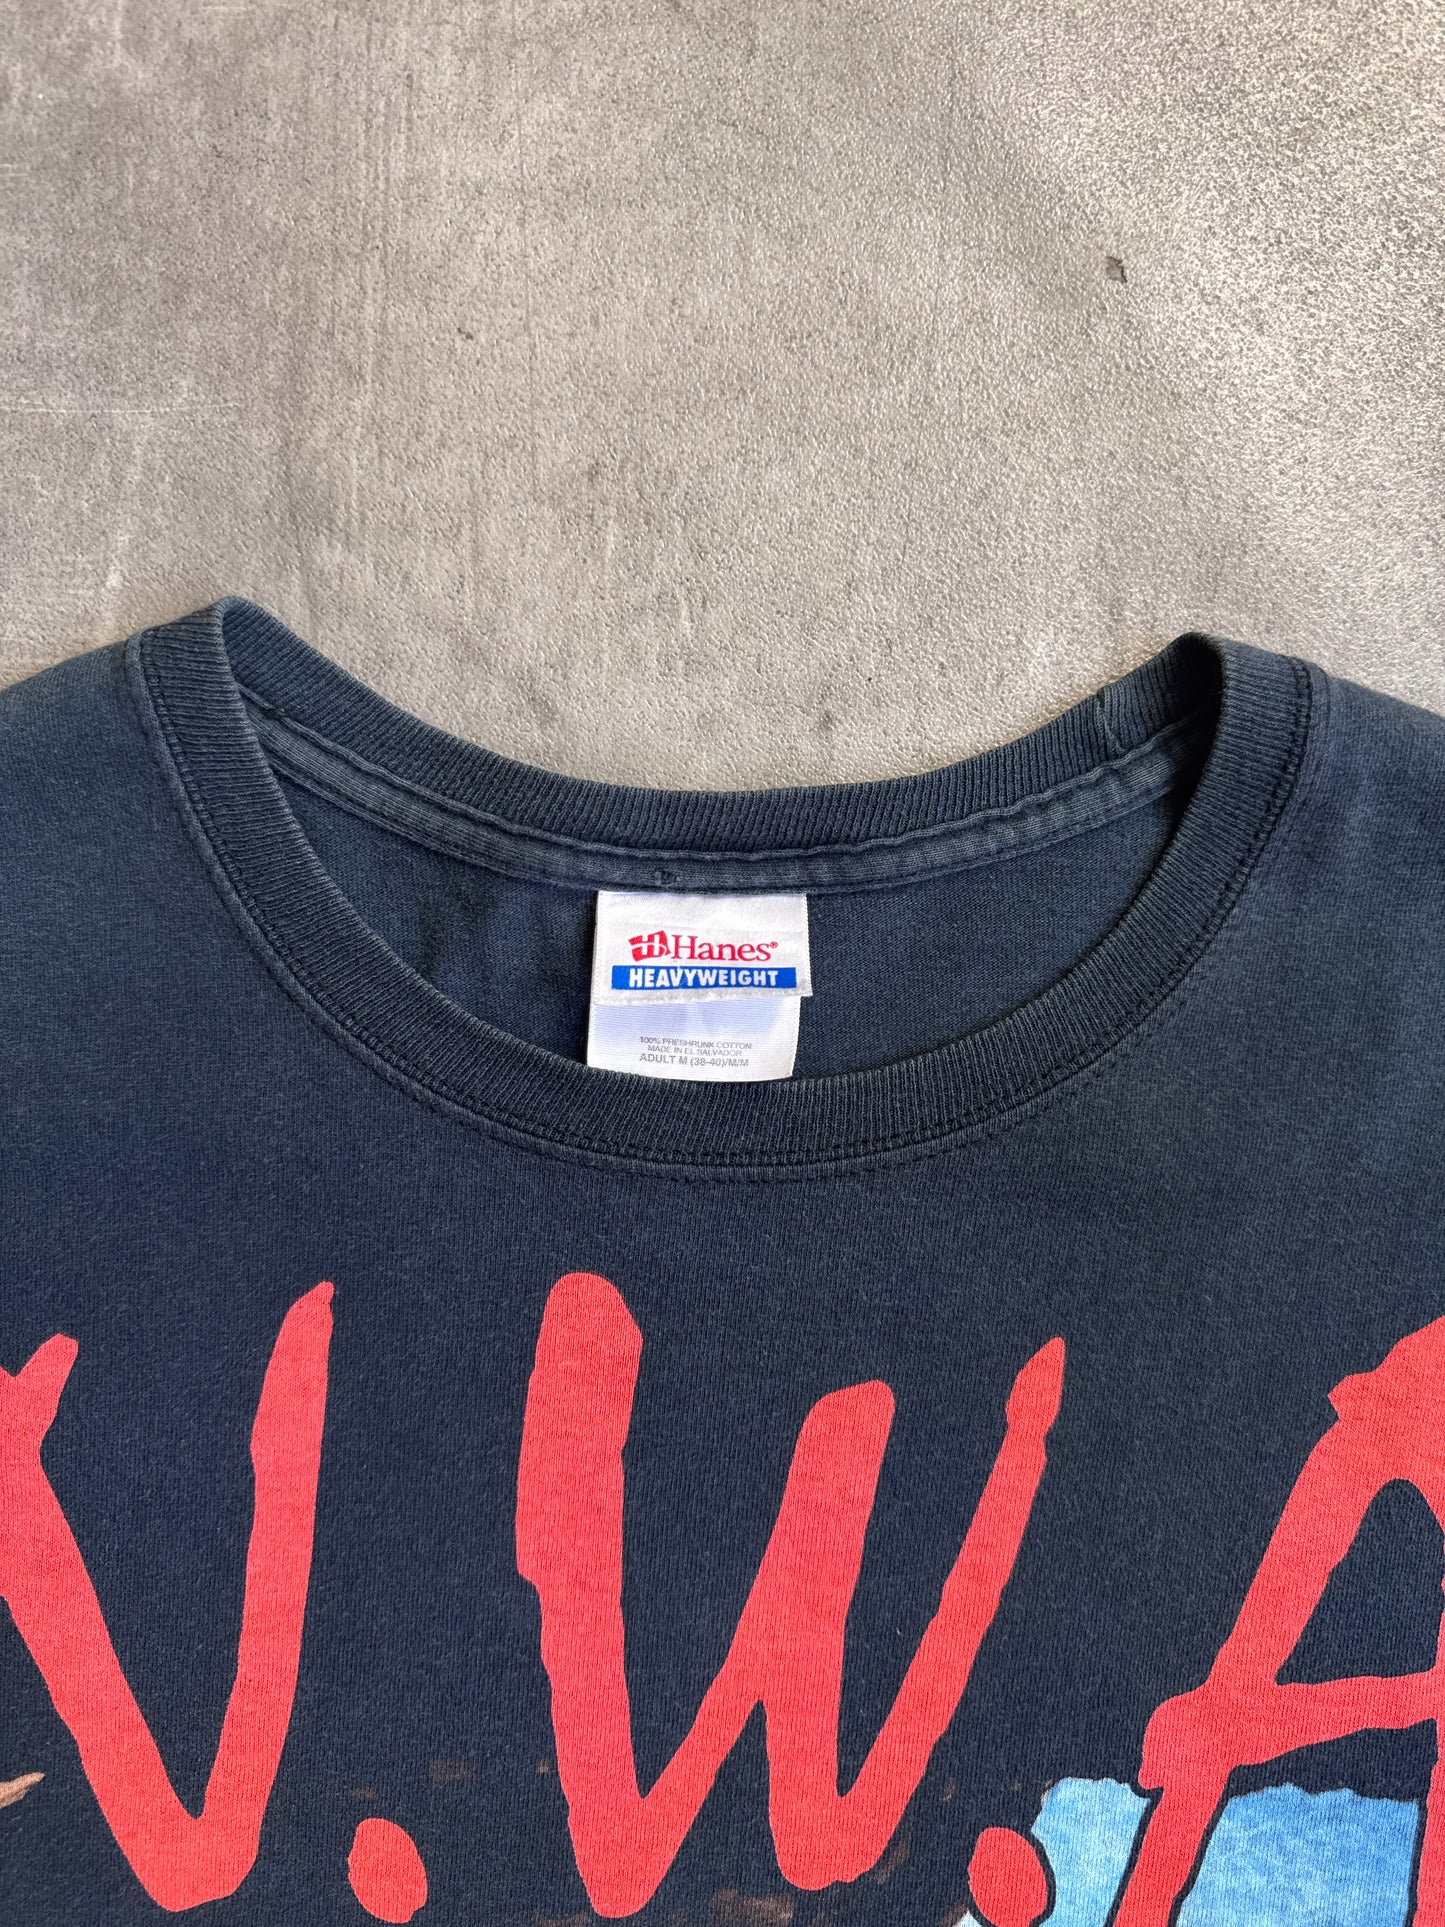 Hanes®
HEAVYWEIGHT
100% PRESHRUNK COTTON
MADE IN EL SALVADOR
ADULT M (38-40)/M/M
N.W.A